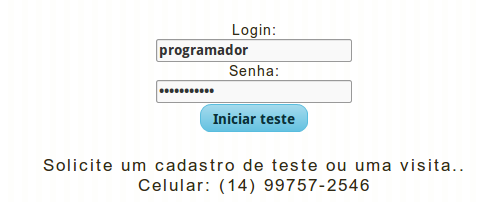 Login:
programador
Senha:
•••••••••••
Iniciar teste
Solicite um cadastro de teste ou uma visita..
Celular: (14) 99757-2546